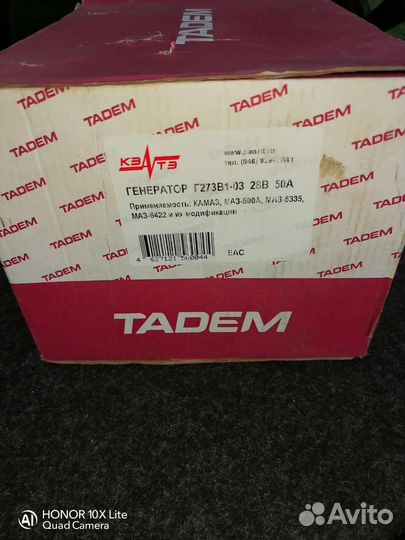 TADEM
TADEM TADEM TADEM TADEM
КЗАТЭ
ГЕНЕРАТОР Г273В1-03 28В 50А
Применяемость: КАМАЗ, МАЗ-500А, МАЗ-5335,
МАЗ-6422 и их модификации
EAC
TADEM
HONOR 10X Lite
Quad Camera
Avito